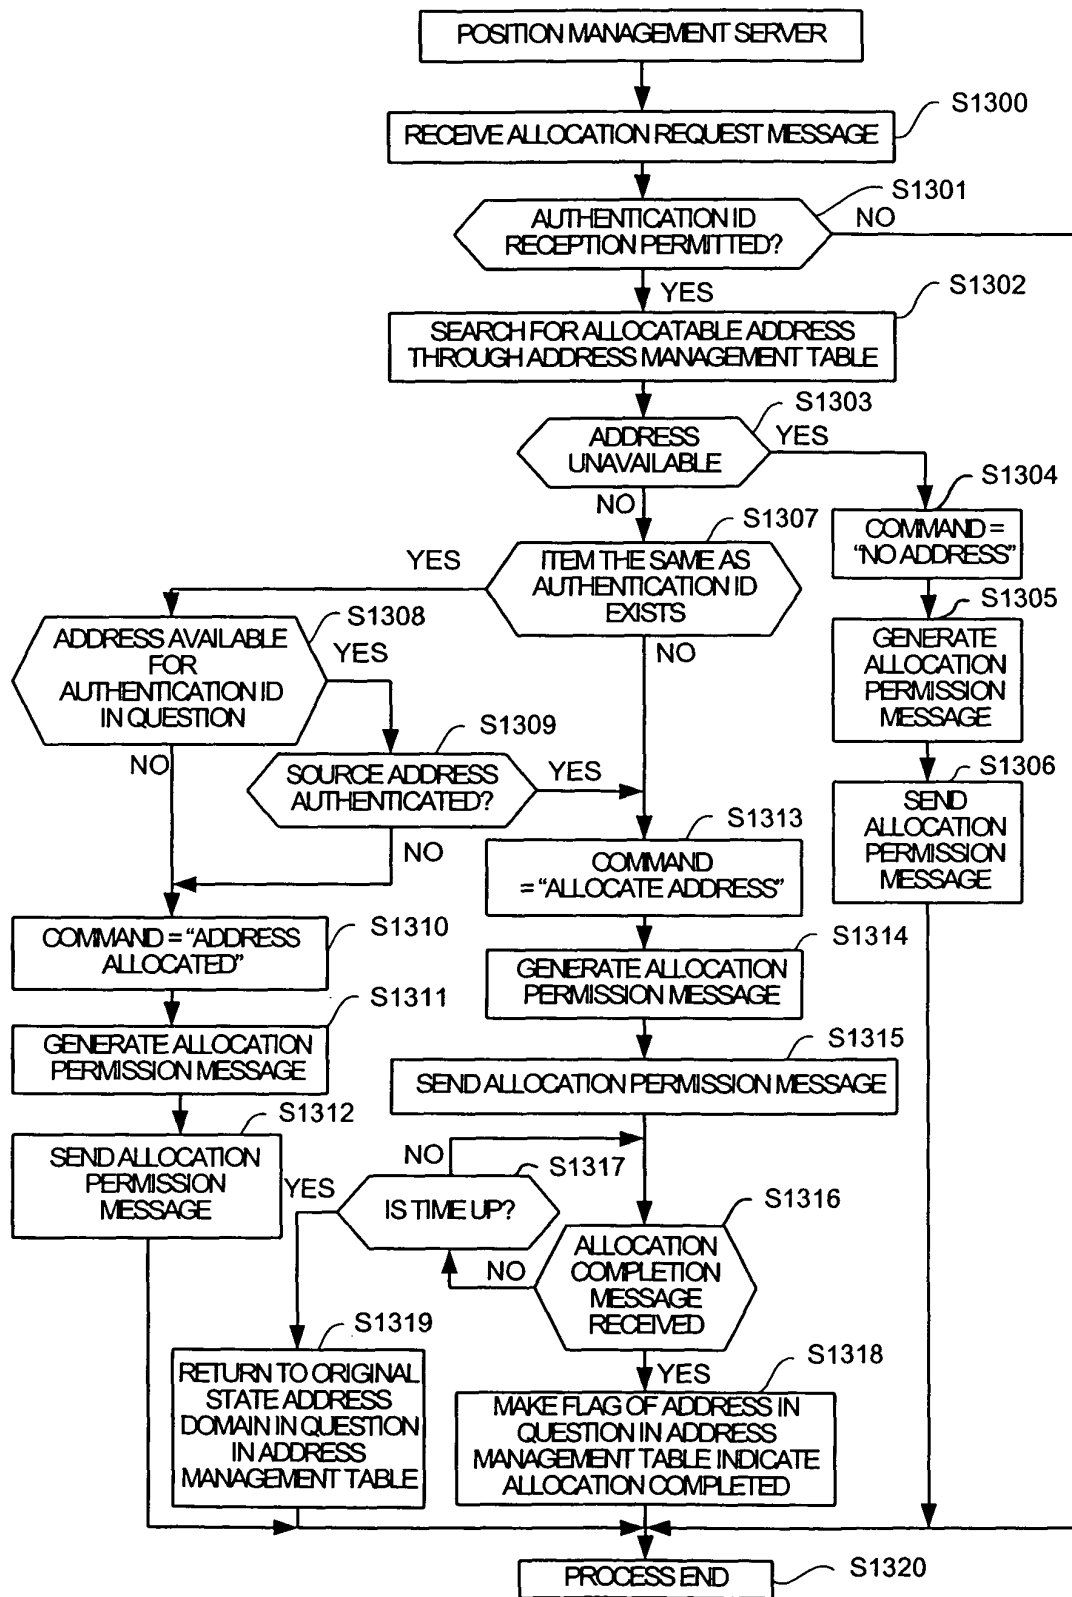 POSITION MANAGEMENT SERVER
S1300
RECEIVE ALLOCATION REQUEST MESSAGE
S1301
AUTHENTICATION ID
RECEPTION PERMITTED?
NO
YES
S1302
SEARCH FOR ALLOCATABLE ADDRESS
THROUGH ADDRESS MANAGEMENT TABLE
S1303
ADDRESS
UNAVAILABLE
YES
NO
S1304
COMMAND =
“NO ADDRESS”
S1305
GENERATE
ALLOCATION
PERMISSION
MESSAGE
S1306
SEND
ALLOCATION
PERMISSION
MESSAGE
S1307
ITEM THE SAME AS
AUTHENTICATION ID
EXISTS
YES
NO
S1308
ADDRESS AVAILABLE
FOR
AUTHENTICATION ID
IN QUESTION
YES
NO
S1309
SOURCE ADDRESS
AUTHENTICATED?
YES
NO
S1310
COMMAND = “ADDRESS
ALLOCATED”
S1311
GENERATE ALLOCATION
PERMISSION MESSAGE
S1312
SEND ALLOCATION
PERMISSION
MESSAGE
S1313
COMMAND
= “ALLOCATE ADDRESS”
S1314
GENERATE ALLOCATION
PERMISSION MESSAGE
S1315
SEND ALLOCATION PERMISSION MESSAGE
NO
S1317
YES
IS TIME UP?
S1316
ALLOCATION
COMPLETION
MESSAGE
RECEIVED
NO
YES
S1319
RETURN TO ORIGINAL
STATE ADDRESS
DOMAIN IN QUESTION
IN ADDRESS
MANAGEMENT TABLE
S1318
MAKE FLAG OF ADDRESS IN
QUESTION IN ADDRESS
MANAGEMENT TABLE INDICATE
ALLOCATION COMPLETED
S1320
PROCESS END